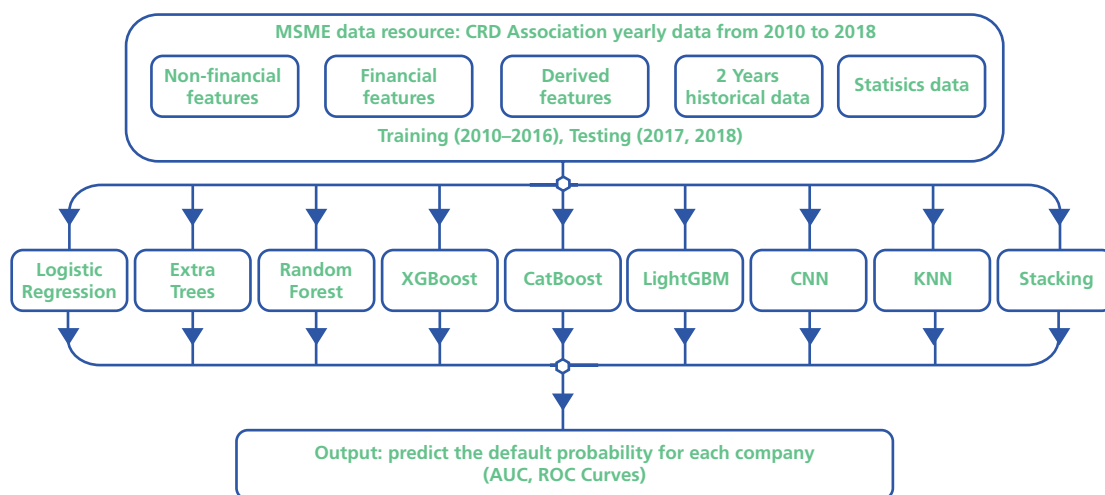 MSME data resource: CRD Association yearly data from 2010 to 2018
Non-financial
features
Financial
features
Derived
features
2 Years
historical data
Statisics data
Training (2010–2016), Testing (2017, 2018)
Logistic
Regression
Extra
Trees
Random
Forest
XGBoost
CatBoost
LightGBM
CNN
KNN
Stacking
Output: predict the default probability for each company
(AUC, ROC Curves)